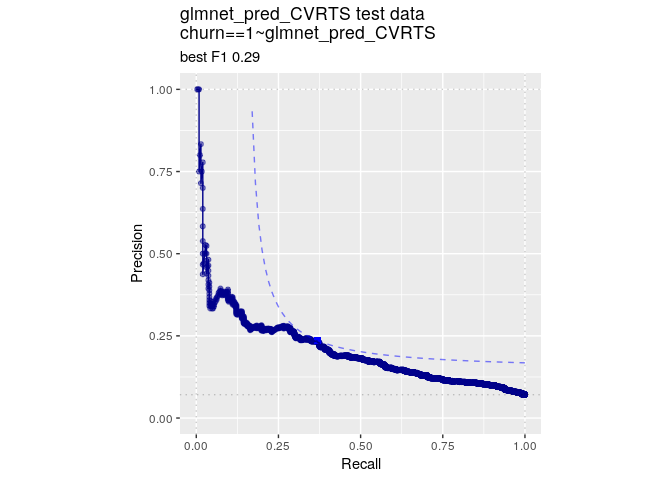 glmnet_pred_CVRTS test data
churn==1~glmnet_pred_CVRTS
best F1 0.29
1.00
0.75
0.50
0.25
0.00
Precision
0.00 0.25 0.50 0.75 1.00
Recall